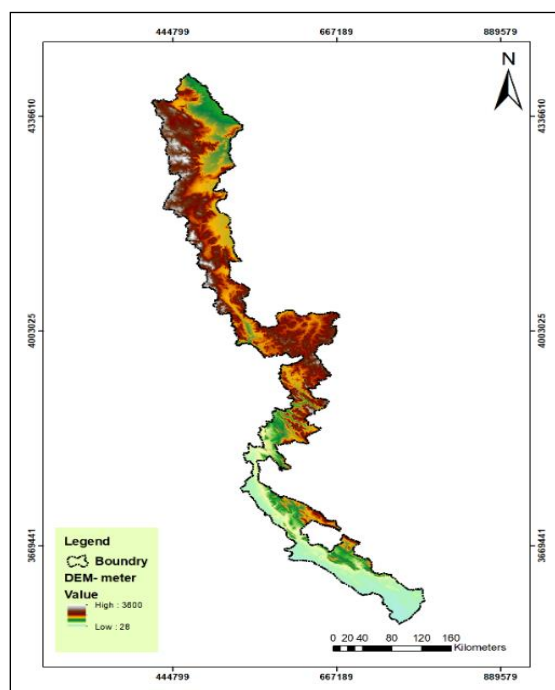 444799 667189 889579
N
4336610 4336610
4003025 4003025
3669441 3669441
Legend
Boundry
DEM- meter
Value
High : 3600
Low : 28
0 20 40 80 120 160
Kilometers
444799 667189 889579